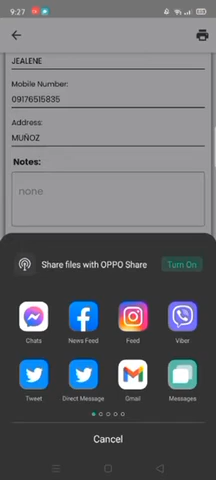 9:27
JEALENE
Mobile Number:
09176515835
Address:
MUÑOZ
Notes:
none
Share files with OPPO Share
Turn On
Chats
News Feed
Feed
Viber
Tweet
Direct Message
Gmail
Messages
Cancel